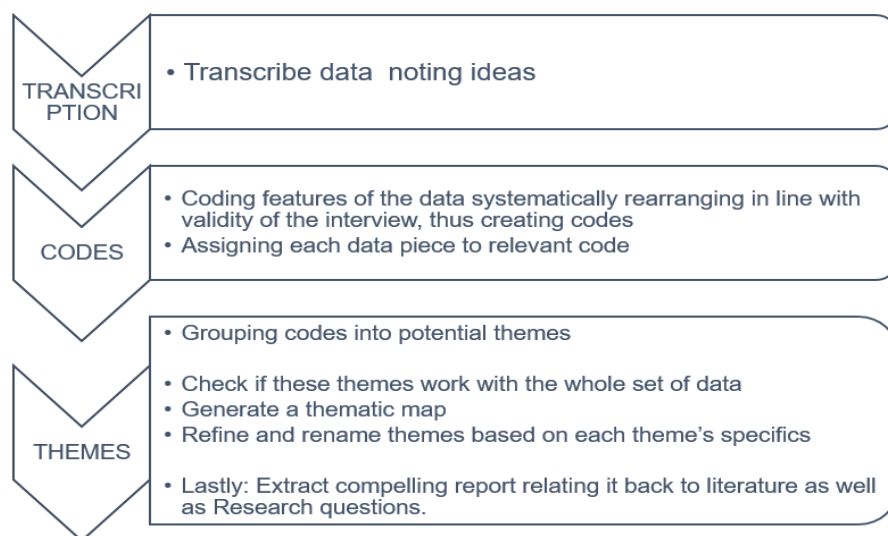 TRANSCRI
PTION
• Transcribe data  noting ideas
CODES
• Coding features of the data systematically rearranging in line with
validity of the interview, thus creating codes
• Assigning each data piece to relevant code
THEMES
• Grouping codes into potential themes
• Check if these themes work with the whole set of data
• Generate a thematic map
• Refine and rename themes based on each theme's specifics
• Lastly: Extract compelling report relating it back to literature as well
as Research questions.